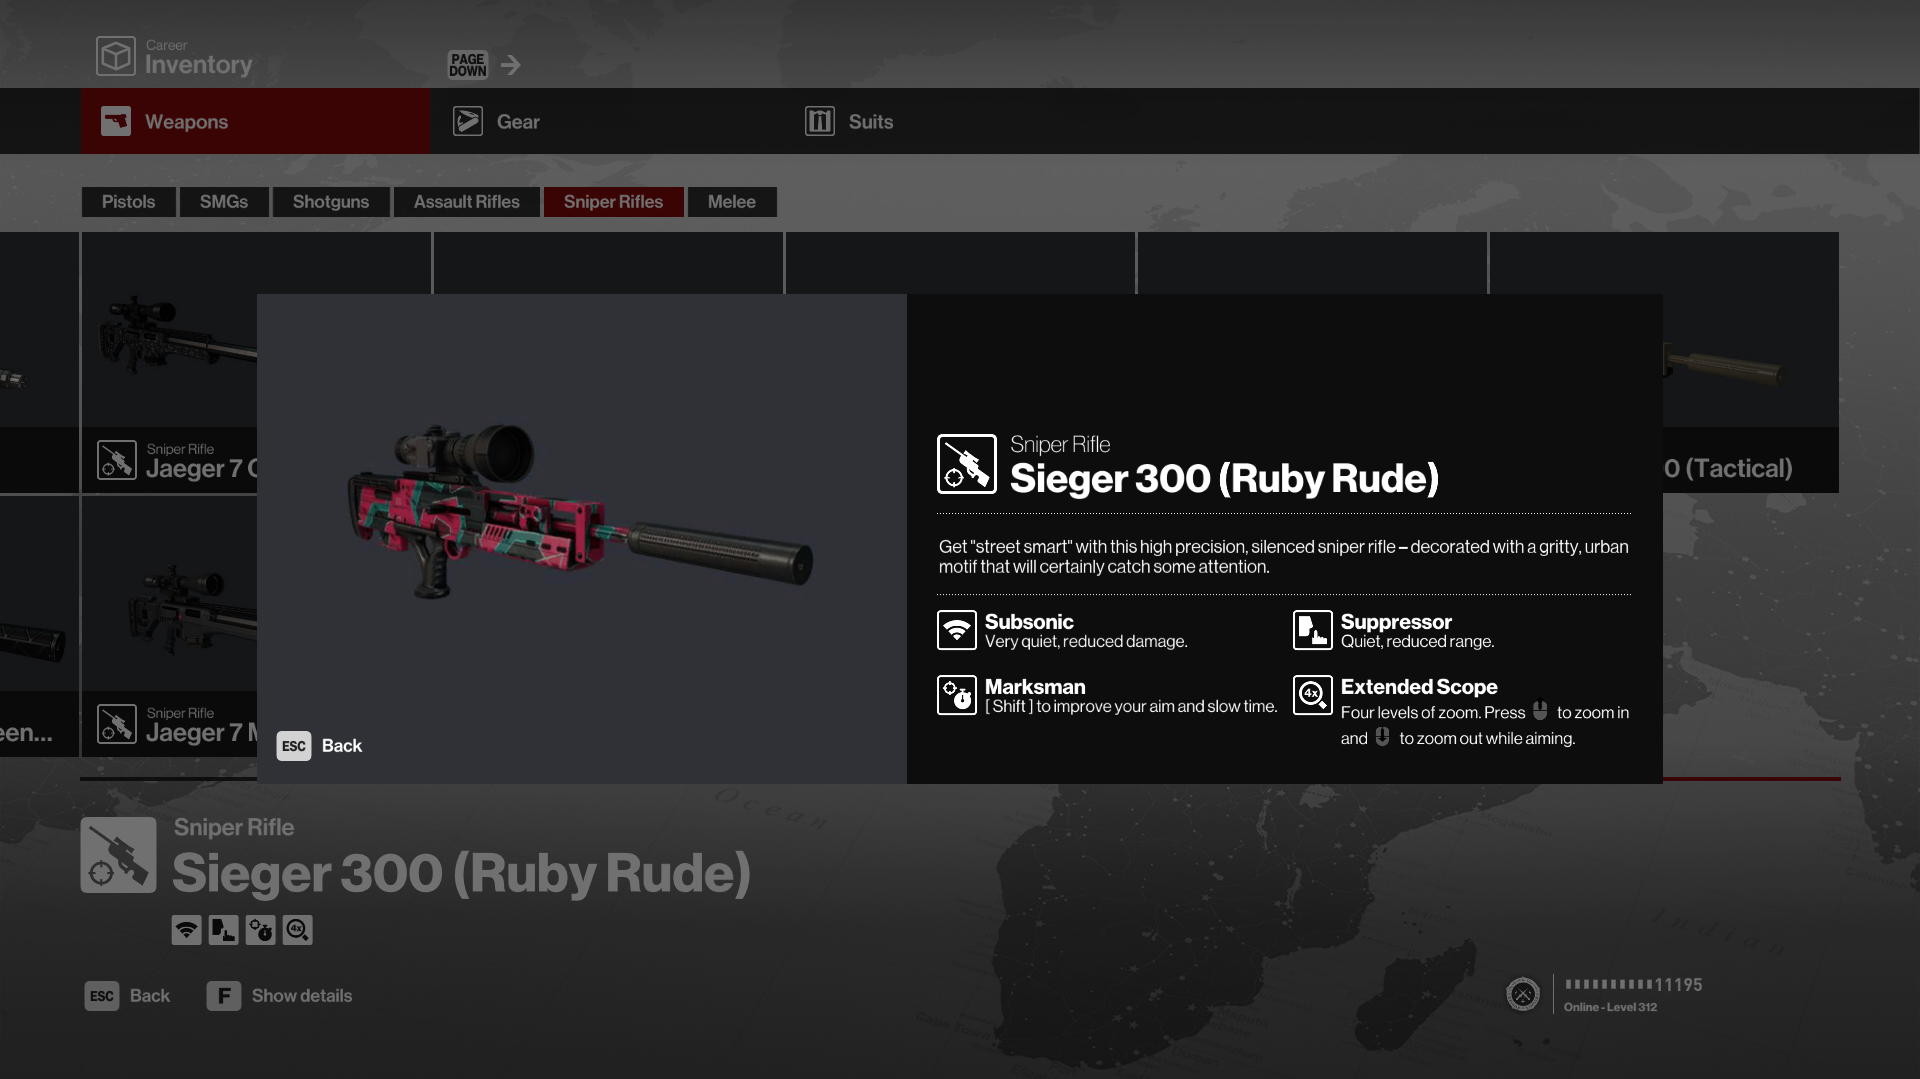 Career
Inventory
PAGE DOWN
Weapons
Gear
Suits
Pistols
SMGs
Shotguns
Assault Rifles
Sniper Rifles
Melee
Sniper Rifle
Jaeger 7
0 (Tactical)
Sniper Rifle
Sieger 300 (Ruby Rude)
Get "street smart" with this high precision, silenced sniper rifle – decorated with a gritty, urban
motif that will certainly catch some attention.
Subsonic
Very quiet, reduced damage.
Suppressor
Quiet, reduced range.
Marksman
[ Shift ] to improve your aim and slow time.
4x
Extended Scope
Four levels of zoom. Press to zoom in
and to zoom out while aiming.
een...
Sniper Rifle
Jaeger 7
ESC Back
Ocean
Sniper Rifle
Sieger 300 (Ruby Rude)
4x
Indian
ESC Back
F Show details
11195
Online - Level 312